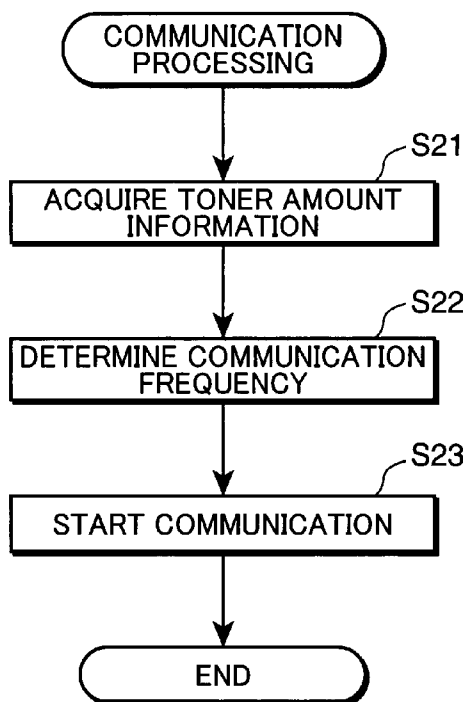 COMMUNICATION
PROCESSING
S21
ACQUIRE TONER AMOUNT
INFORMATION
S22
DETERMINE COMMUNICATION
FREQUENCY
S23
START COMMUNICATION
END